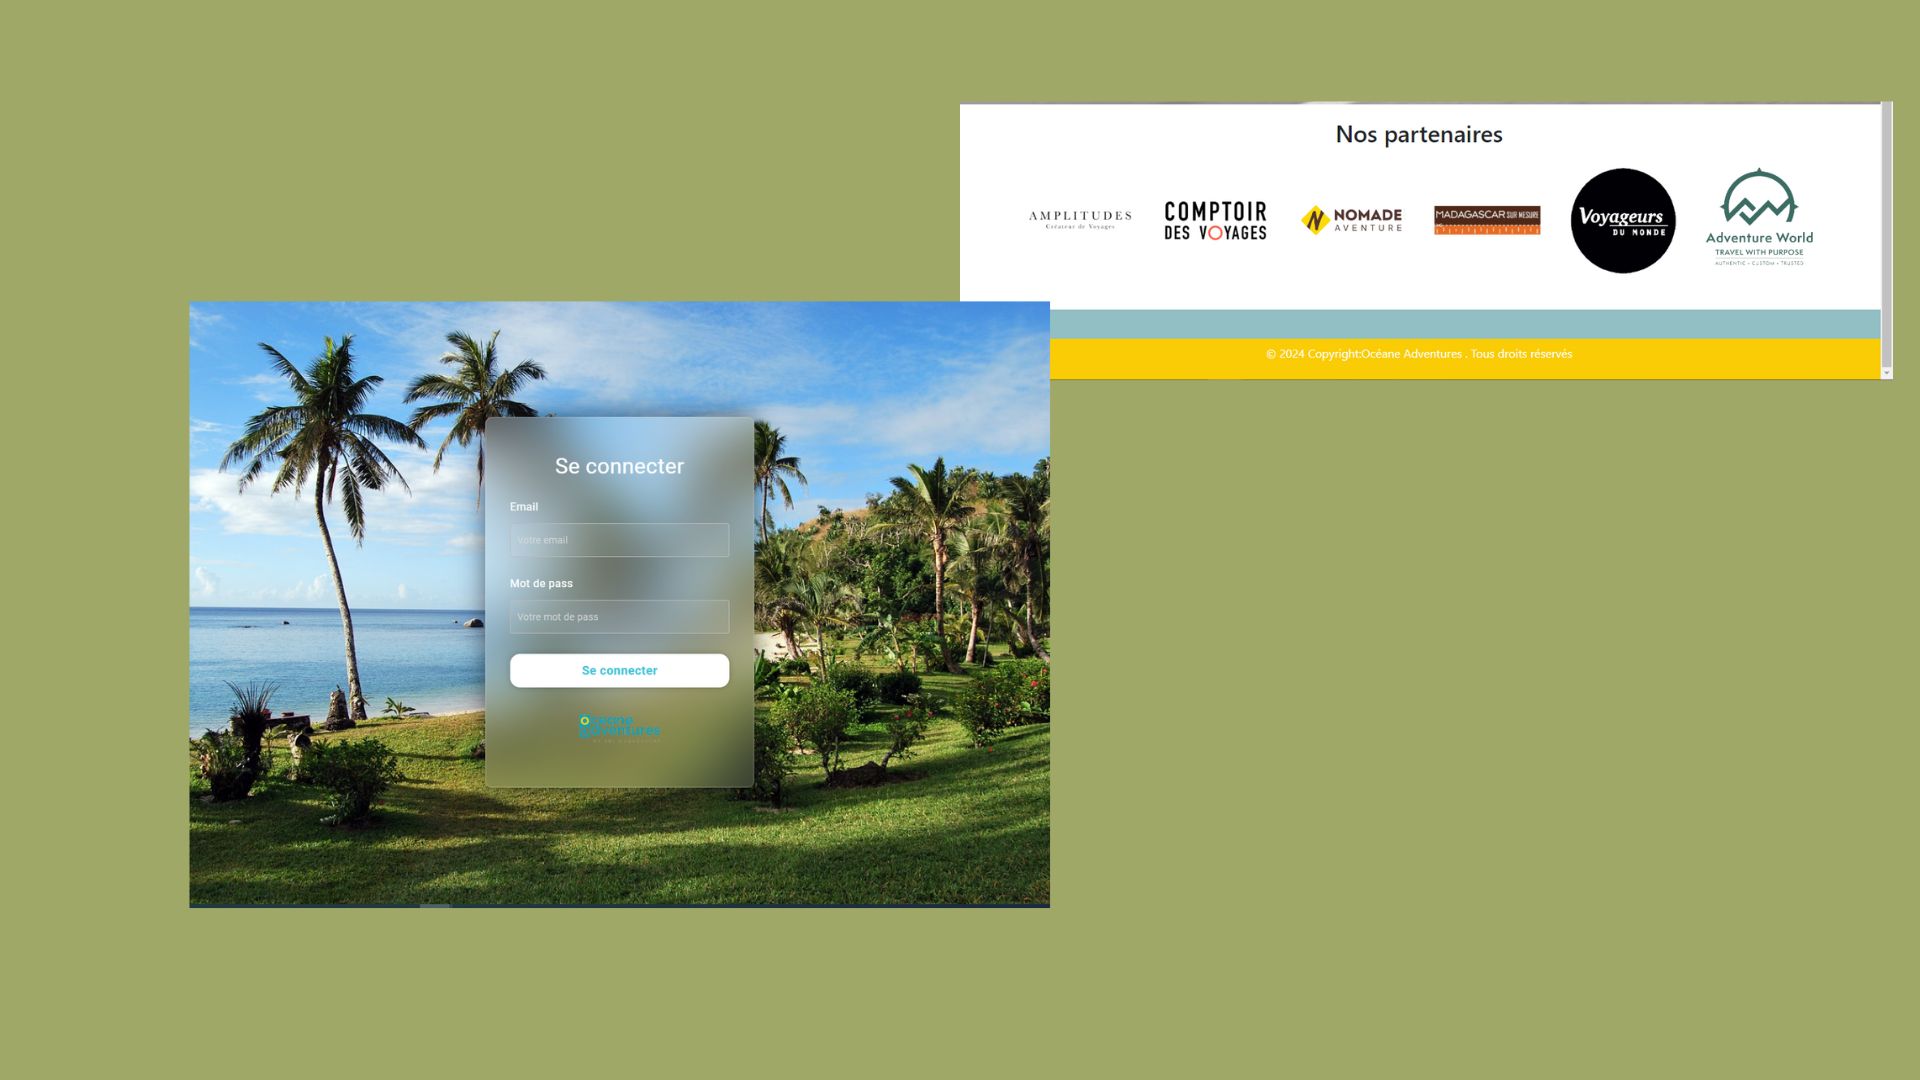 Nos partenaires
AMPLITUDES
Créateur de Voyages
COMPTOIR
DES VOYAGES
N NOMADE
AVENTURE
MADAGASCAR SUR MESURE
Voyageurs
DU MONDE
Adventure World
TRAVEL WITH PURPOSE
AUTHENTIC • CUSTOM • TRUSTED
© 2024 Copyright:Océane Adventures . Tous droits réservés
Se connecter
Email
Votre email
Mot de pass
Votre mot de pass
Se connecter
Océane
Adventures